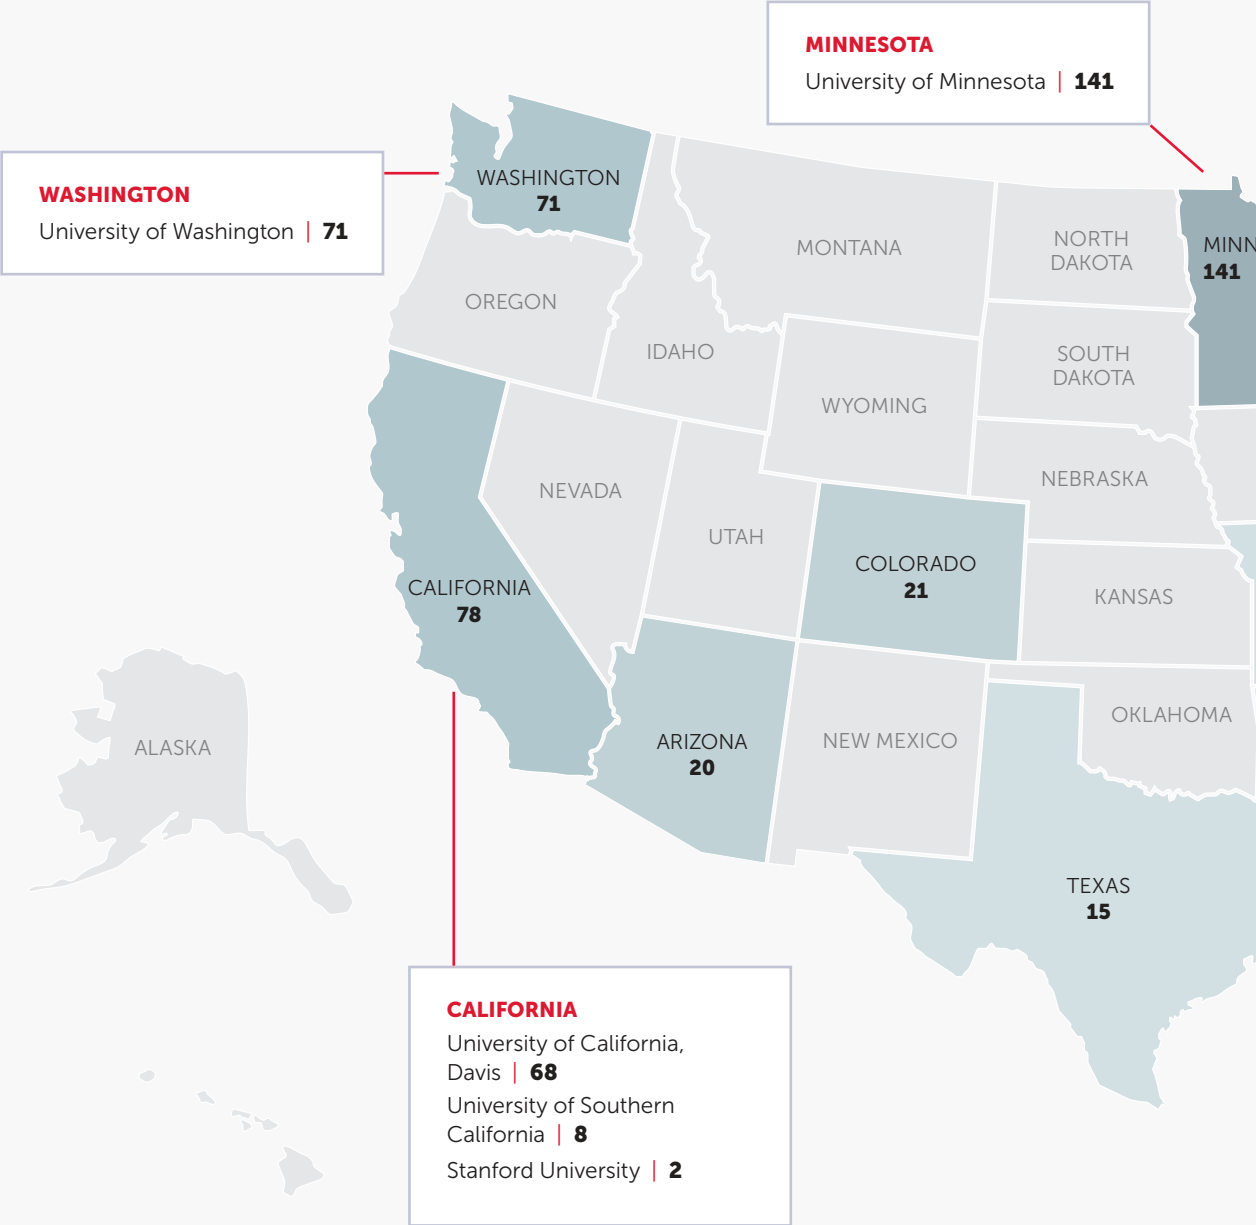 MINNESOTA
University of Minnesota | 141
WASHINGTON
University of Washington | 71
WASHINGTON
71
MONTANA
NORTH
DAKOTA
MINN
141
OREGON
IDAHO
SOUTH
DAKOTA
WYOMING
NEBRASKA
NEVADA
UTAH
COLORADO
21
KANSAS
CALIFORNIA
78
OKLAHOMA
ARIZONA
20
NEW MEXICO
ALASKA
TEXAS
15
CALIFORNIA
University of California,
Davis | 68
University of Southern
California | 8
Stanford University | 2